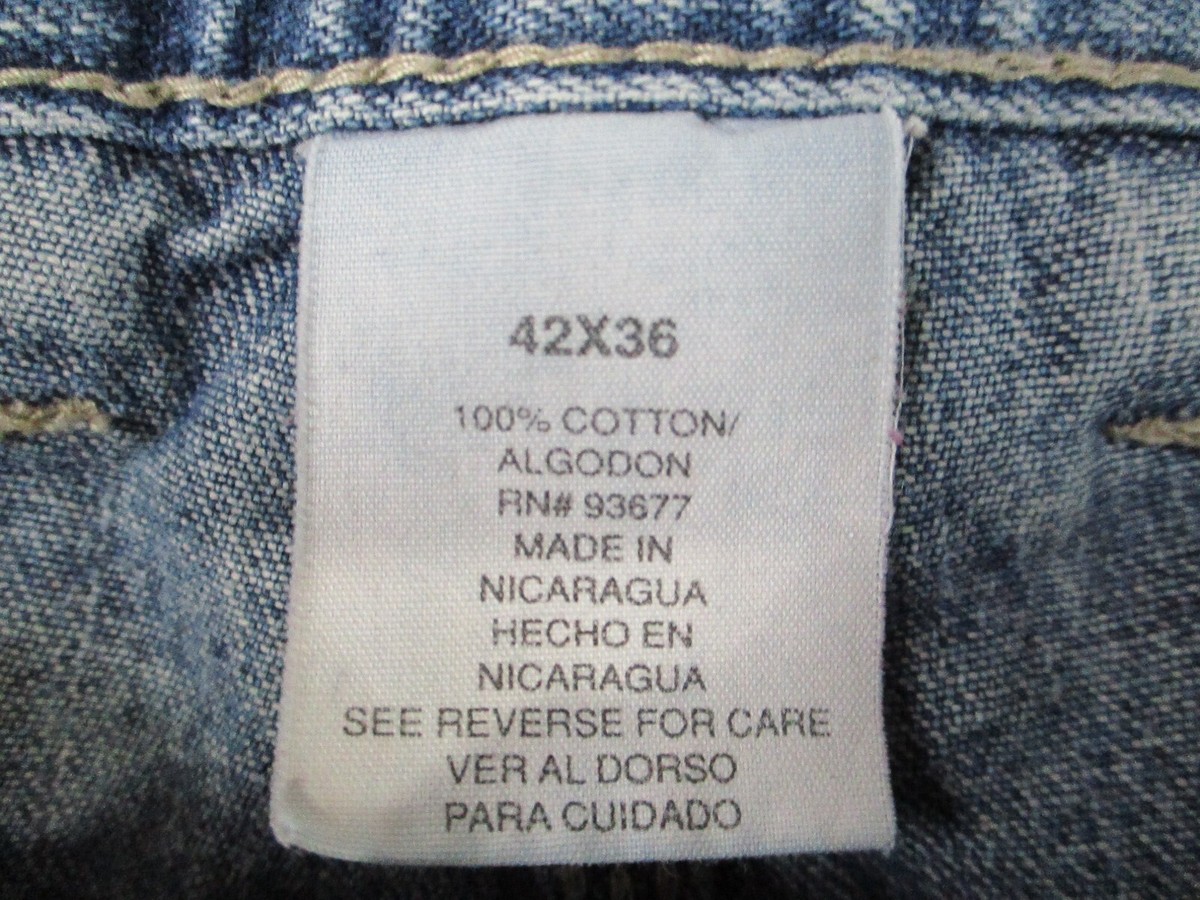 42X36
100% COTTON/
ALGODON
RN# 93677
MADE IN
NICARAGUA
HECHO EN
NICARAGUA
SEE REVERSE FOR CARE
VER AL DORSO
PARA CUIDADO